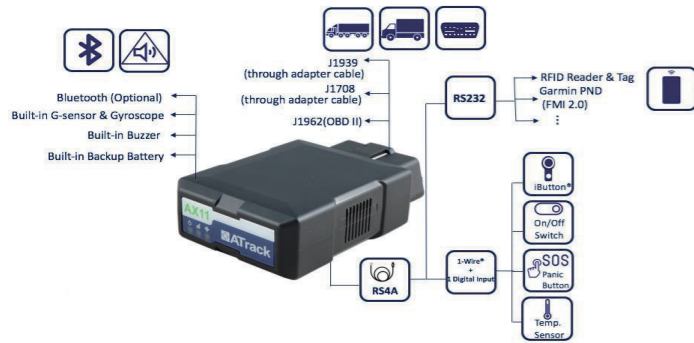 J1939
(through adapter cable)
J1708
(through adapter cable)
J1962(OBD II)
Bluetooth (Optional)
Built-in G-sensor & Gyroscope
Built-in Buzzer
Built-in Backup Battery
RS232
RFID Reader & Tag
Garmin PND
(FMI 2.0)
AX11
ATrack
RS4A
1-Wire®
+
1 Digital Input
iButton®
On/Off
Switch
SOS
Panic
Button
Temp.
Sensor